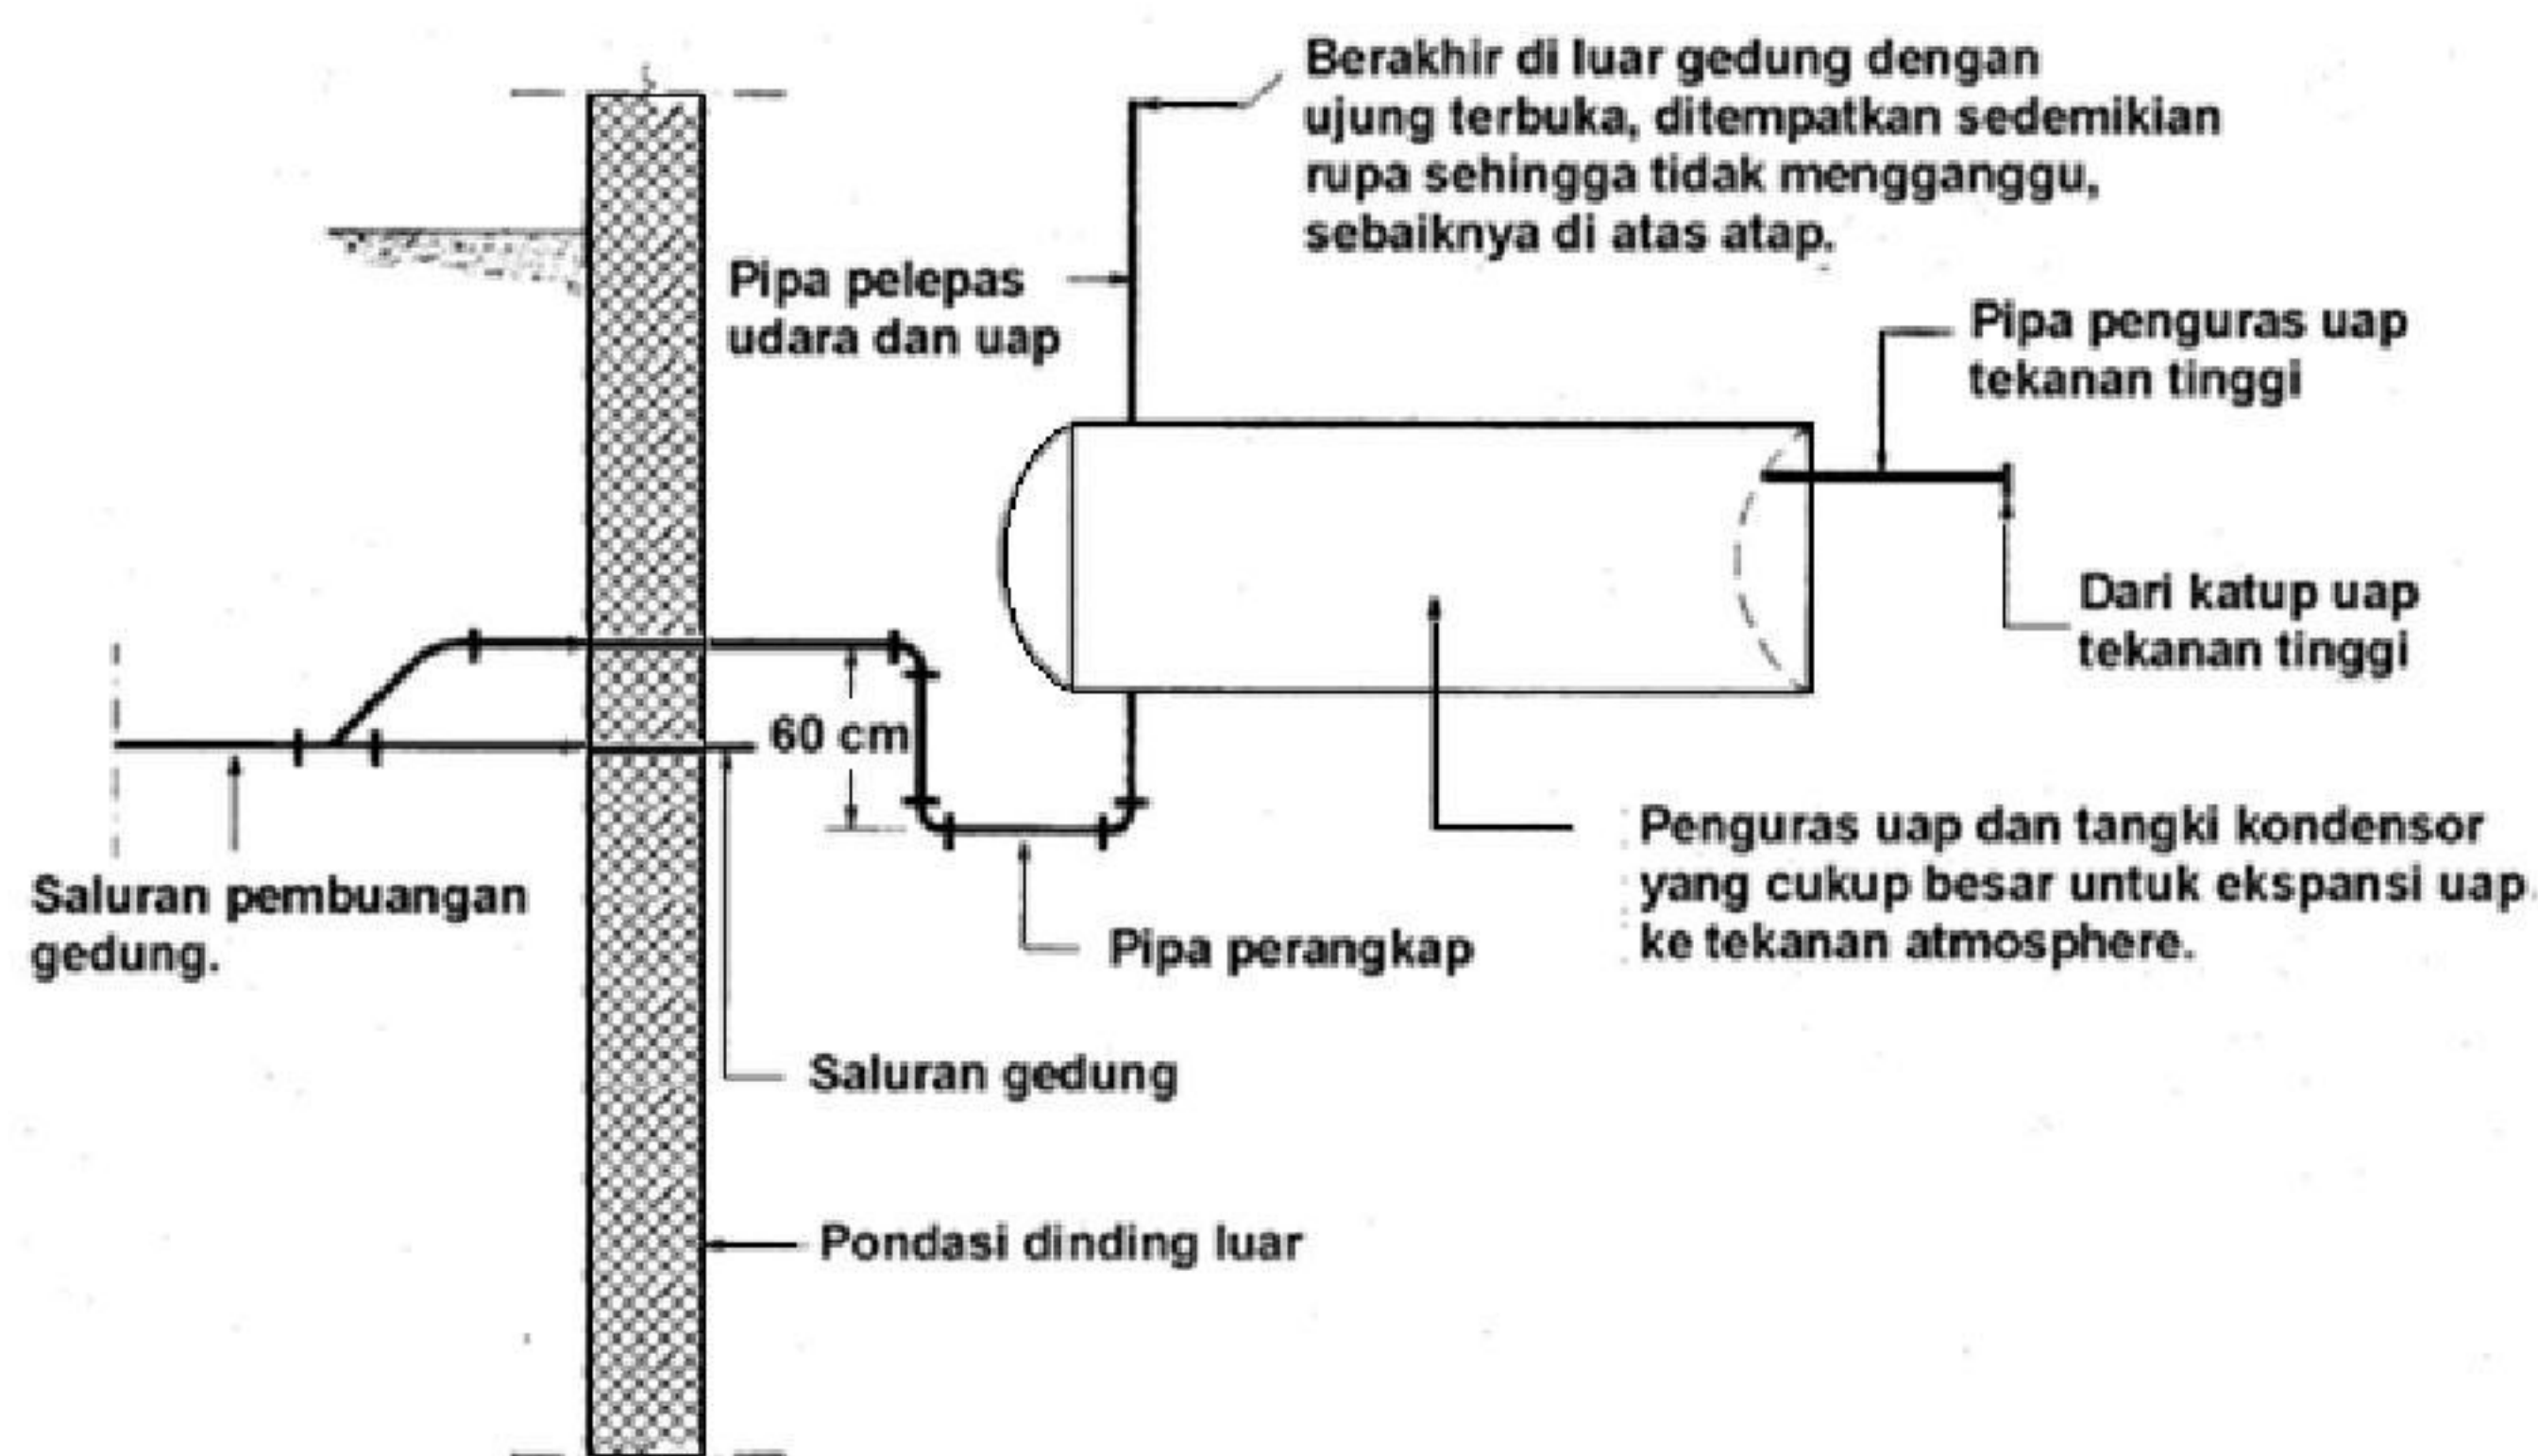 Berakhir di luar gedung dengan
ujung terbuka, ditempatkan sedemikian
rupa sehingga tidak mengganggu,
sebaiknya di atas atap.
Pipa pelepas
udara dan uap
Pipa penguras uap
tekanan tinggi
Dari katup uap
tekanan tinggi
60 cm
Penguras uap dan tangki kondensor
yang cukup besar untuk ekspansi uap
ke tekanan atmosphere.
Saluran pembuangan
gedung.
Pipa perangkap
Saluran gedung
Pondasi dinding luar